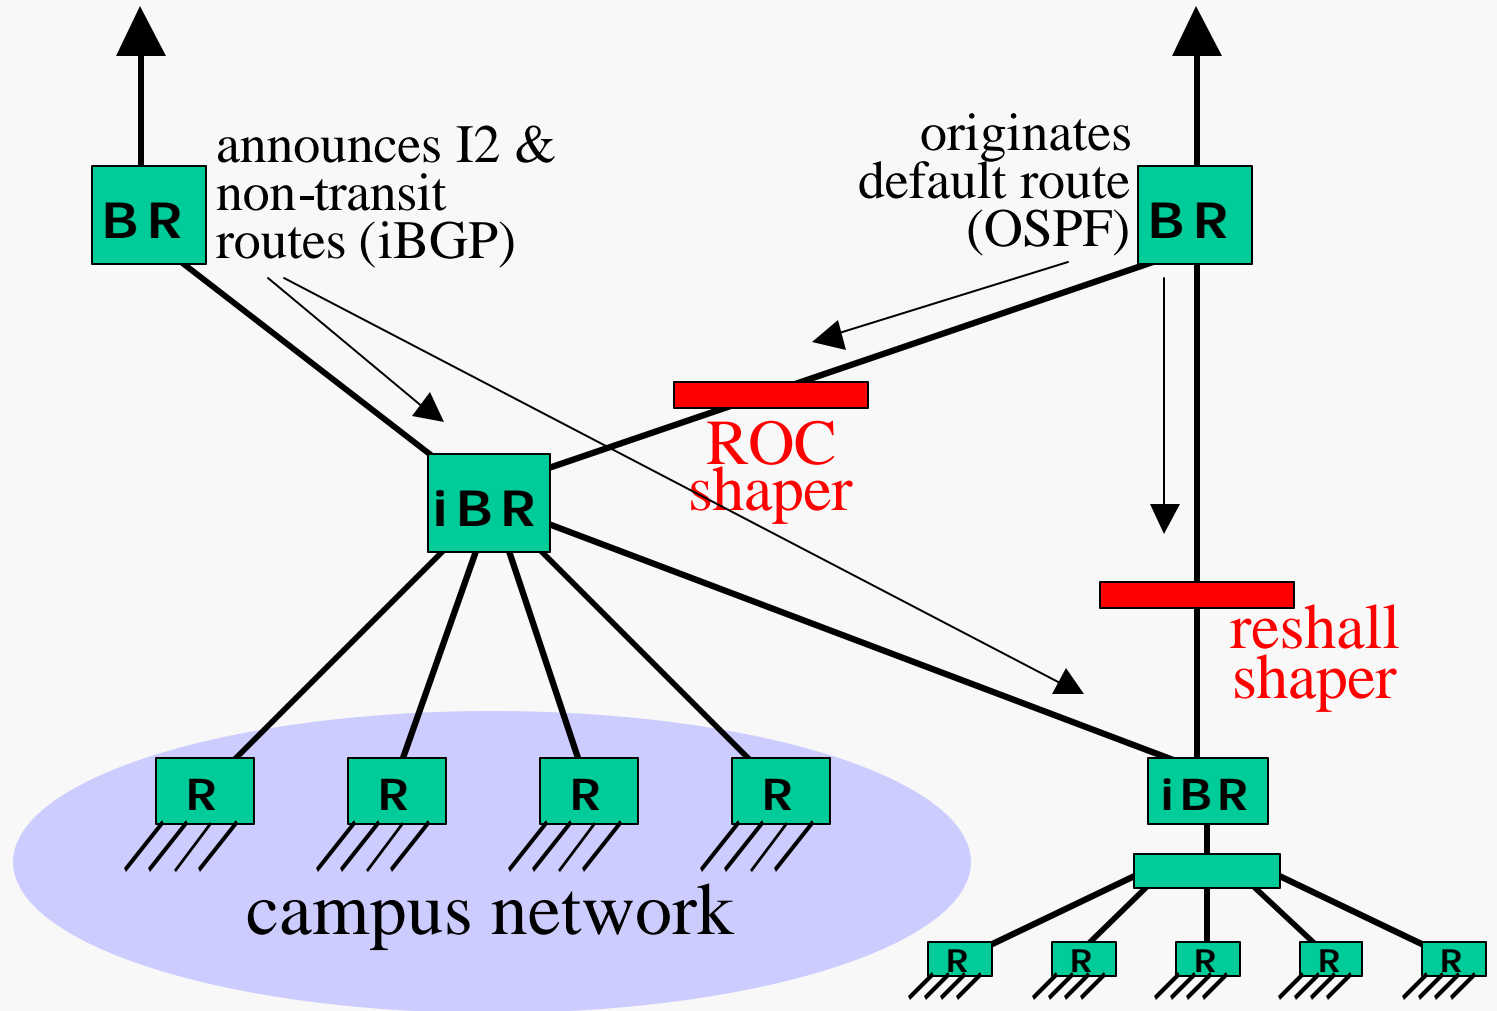 announces I2 &
non-transit
routes (iBGP)
originates
default route
(OSPF)
BR
BR
ROC
shaper
iBR
reshall
shaper
R
R
R
R
iBR
campus network
R
R
R
R
R